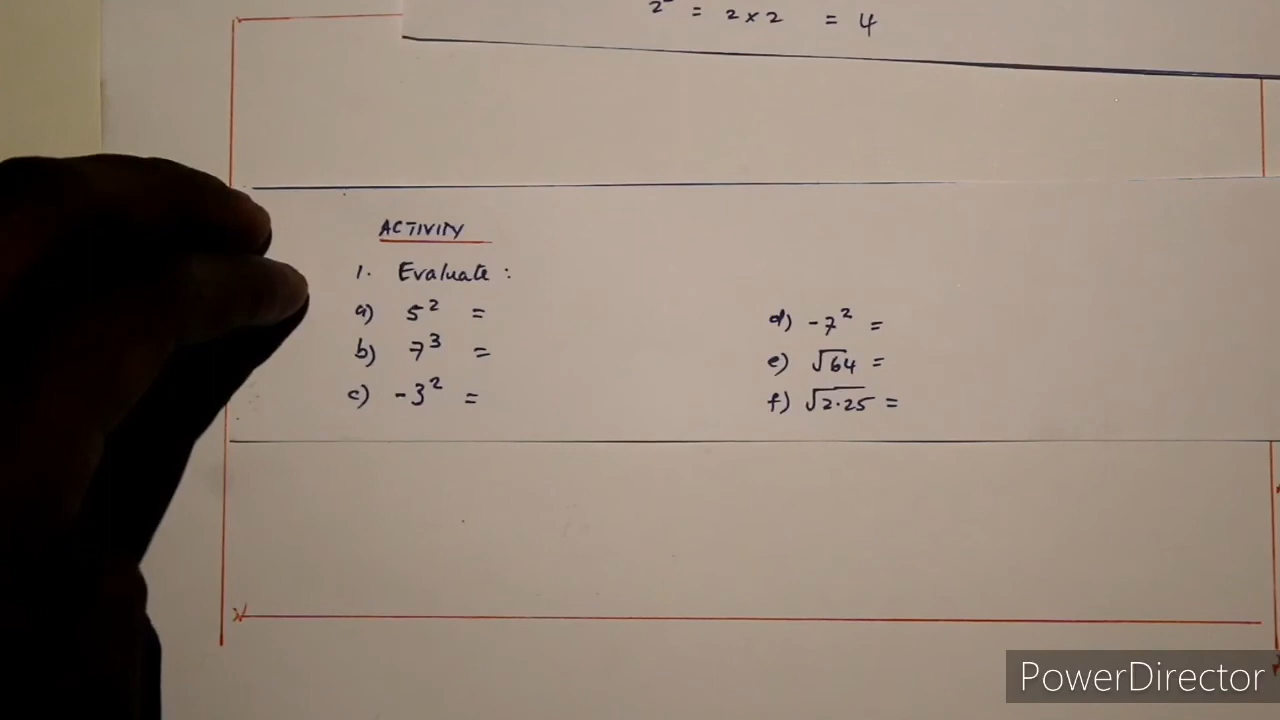 2² = 2 x 2 = 4
ACTIVITY
1. Evaluate :
a) 5² =
b) 7³ =
c) -3² =
d) -7² =
e) √64 =
f) √2.25 =
PowerDirector